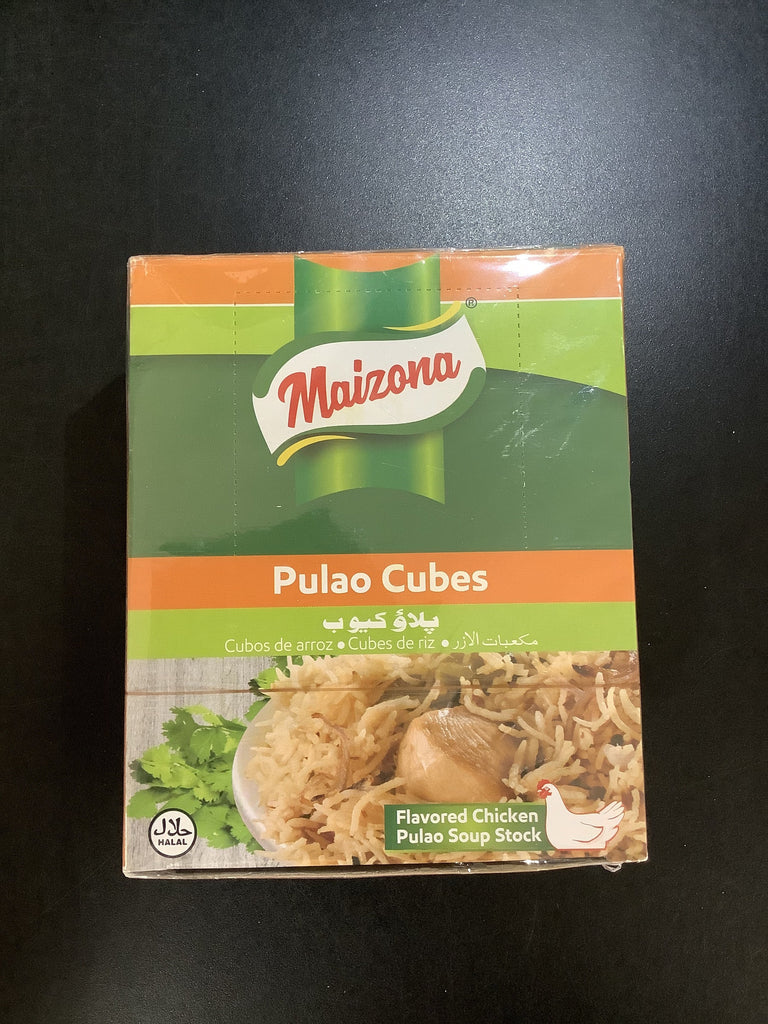 ®
Maizona
Pulao Cubes
پلاؤ کیوب
Cubos de arroz • Cubes de riz • مكعبات الارز
Flavored Chicken
Pulao Soup Stock
حلال
HALAL